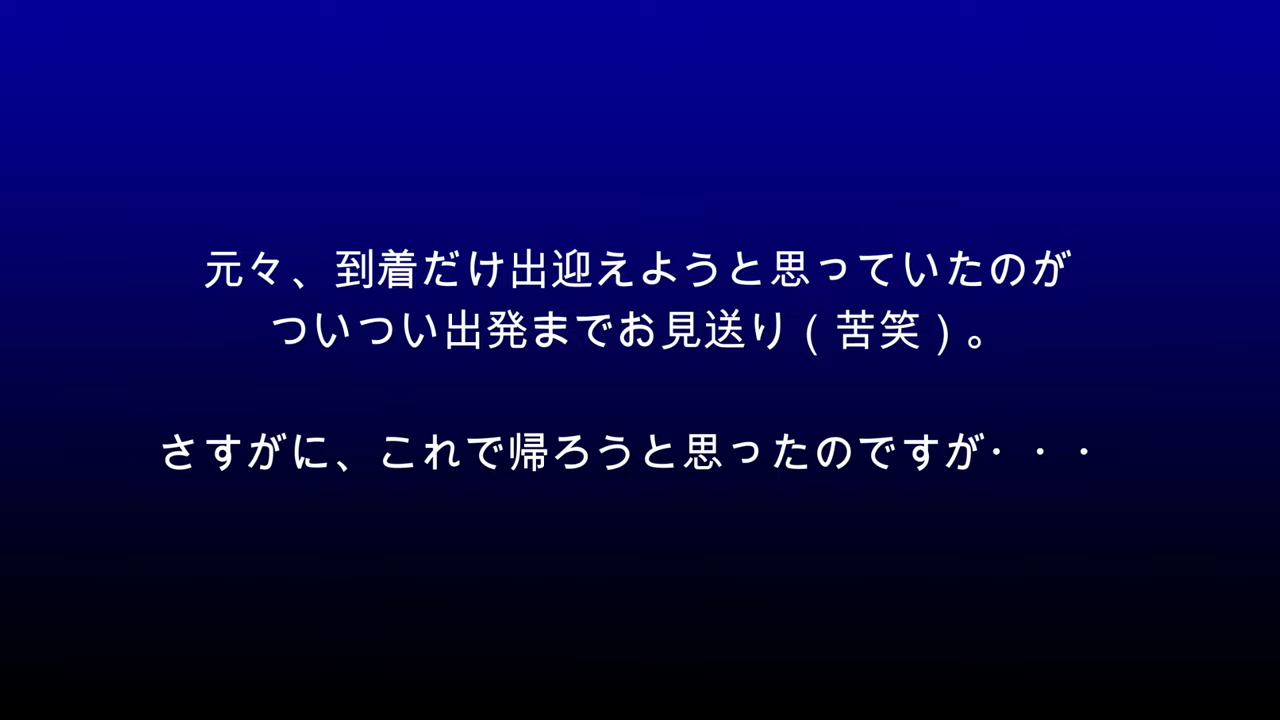 元々、到着だけ出迎えようと思っていたのが
ついつい出発までお見送り（苦笑）。
さすがに、これで帰ろうと思ったのですが・・・